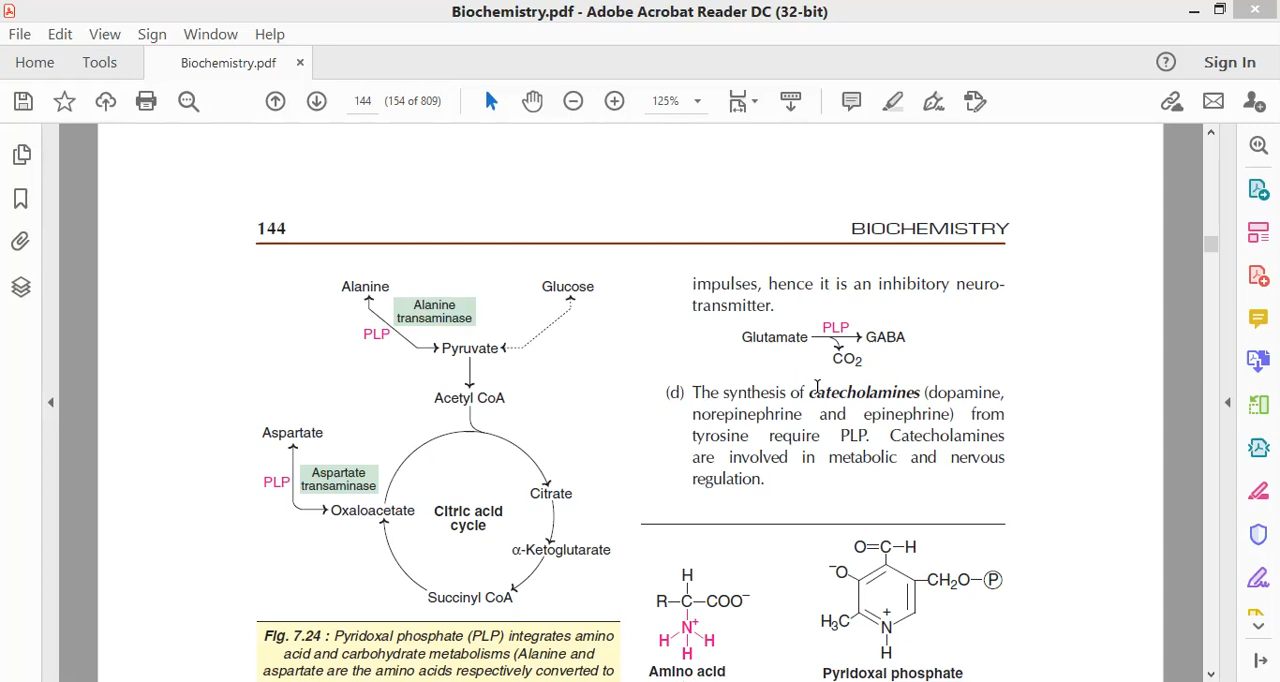 Biochemistry.pdf - Adobe Acrobat Reader DC (32-bit)
File Edit View Sign Window Help
Home Tools Biochemistry.pdf × Sign In
144 (154 of 809) 125%
144 BIOCHEMISTRY
Alanine
Glucose
Alanine
transaminase
PLP
Pyruvate
Acetyl CoA
Aspartate
PLP
Aspartate
transaminase
Oxaloacetate
Citric acid
cycle
Citrate
α-Ketoglutarate
Succinyl CoA
Fig. 7.24 : Pyridoxal phosphate (PLP) integrates amino
acid and carbohydrate metabolisms (Alanine and
aspartate are the amino acids respectively converted to
impulses, hence it is an inhibitory neuro-
transmitter.
PLP
Glutamate GABA
CO2
(d) The synthesis of catecholamines (dopamine,
norepinephrine and epinephrine) from
tyrosine require PLP. Catecholamines
are involved in metabolic and nervous
regulation.
H
R–C–COO⁻
N⁺
H H
H
Amino acid
O=C–H
⁻O
CH2O–P
H3C
N⁺
H
Pyridoxal phosphate